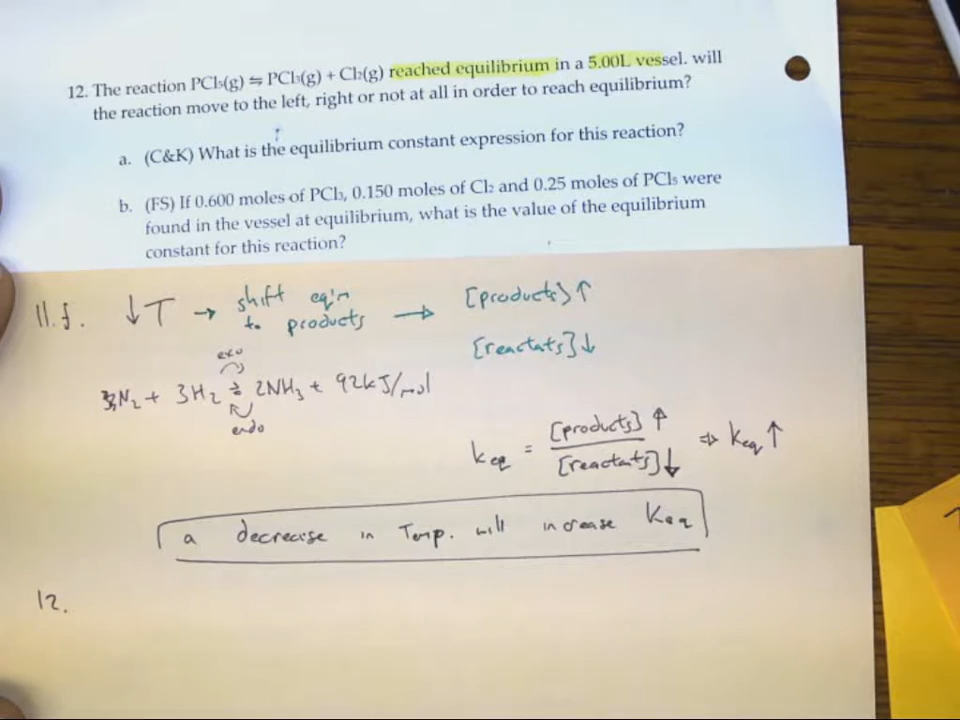 12. The reaction PCl₅(g) ⇋ PCl₃(g) + Cl₂(g) reached equilibrium in a 5.00L vessel. will
the reaction move to the left, right or not at all in order to reach equilibrium?
a. (C&K) What is the equilibrium constant expression for this reaction?
b. (FS) If 0.600 moles of PCl₃, 0.150 moles of Cl₂ and 0.25 moles of PCl₅ were
found in the vessel at equilibrium, what is the value of the equilibrium
constant for this reaction?
11.f. ↓T → shift eq'm → [products]↑
to products
[reactats]↓
exo
N₂ + 3H₂ ⇌ 2NH₃ + 92kJ/mol
endo
keq = [products]↑ ⇒ keq↑
[reactats]↓
a decrease in Temp. will increase Keq
12.